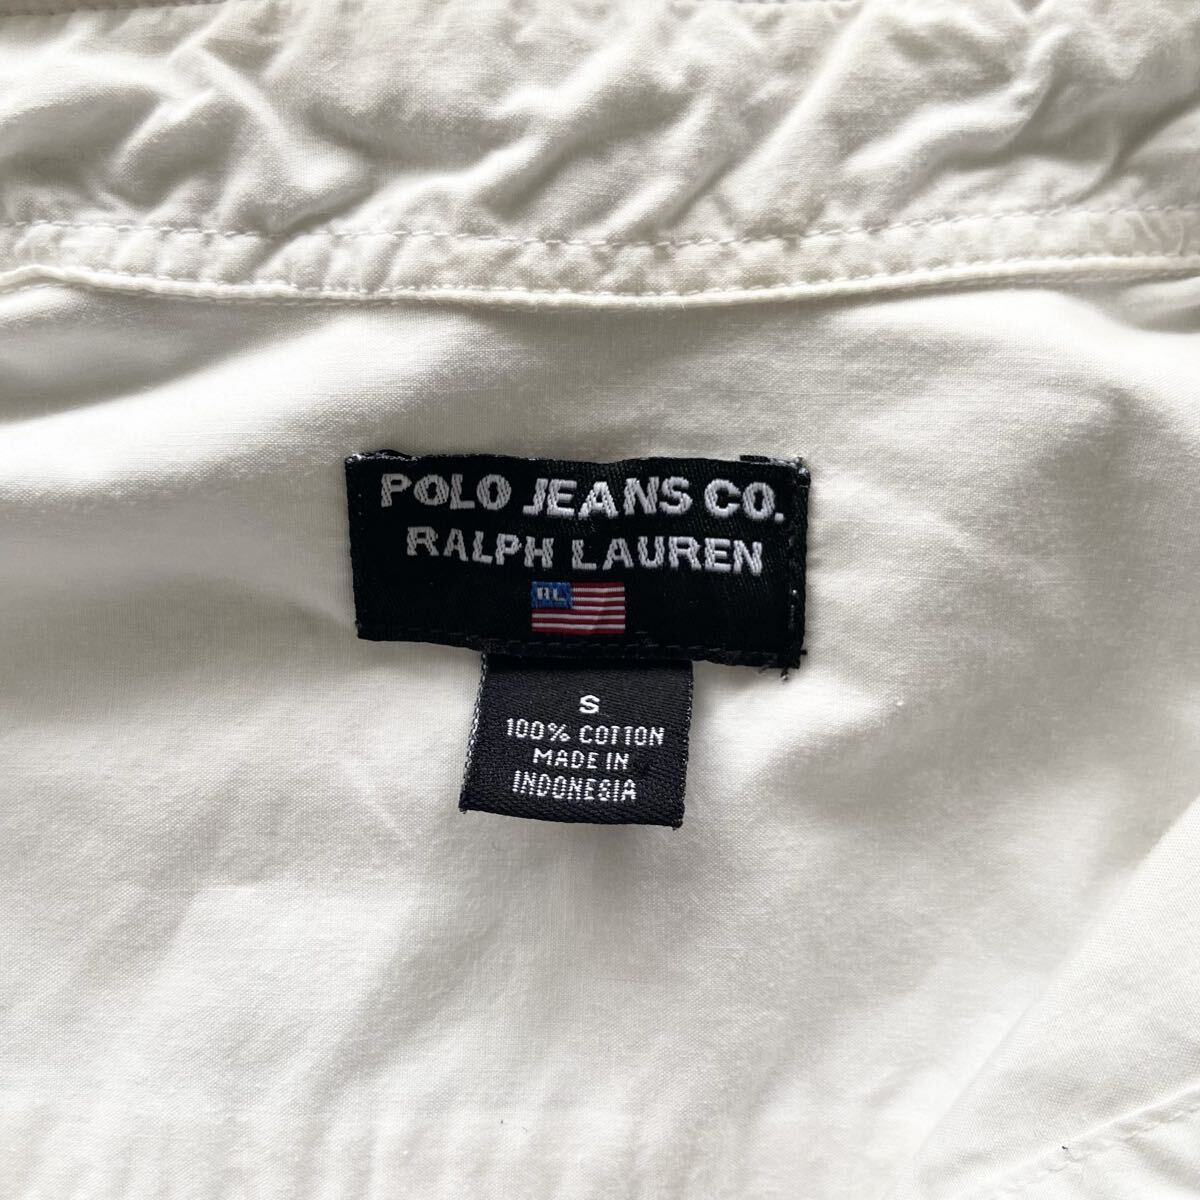 POLO JEANS CO.
RALPH LAUREN
RL
S
100% COTTON
MADE IN
INDONESIA